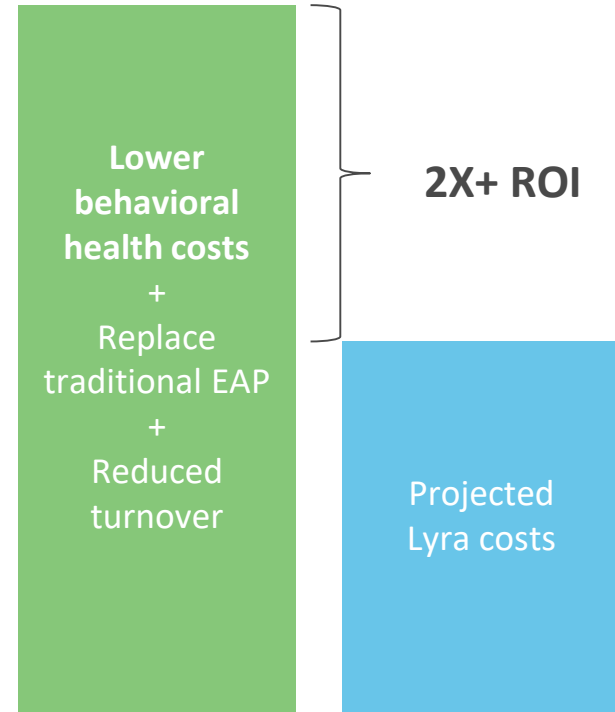 Lower
behavioral
health costs
+
Replace
traditional EAP
+
Reduced
turnover
2X+ ROI
Projected
Lyra costs